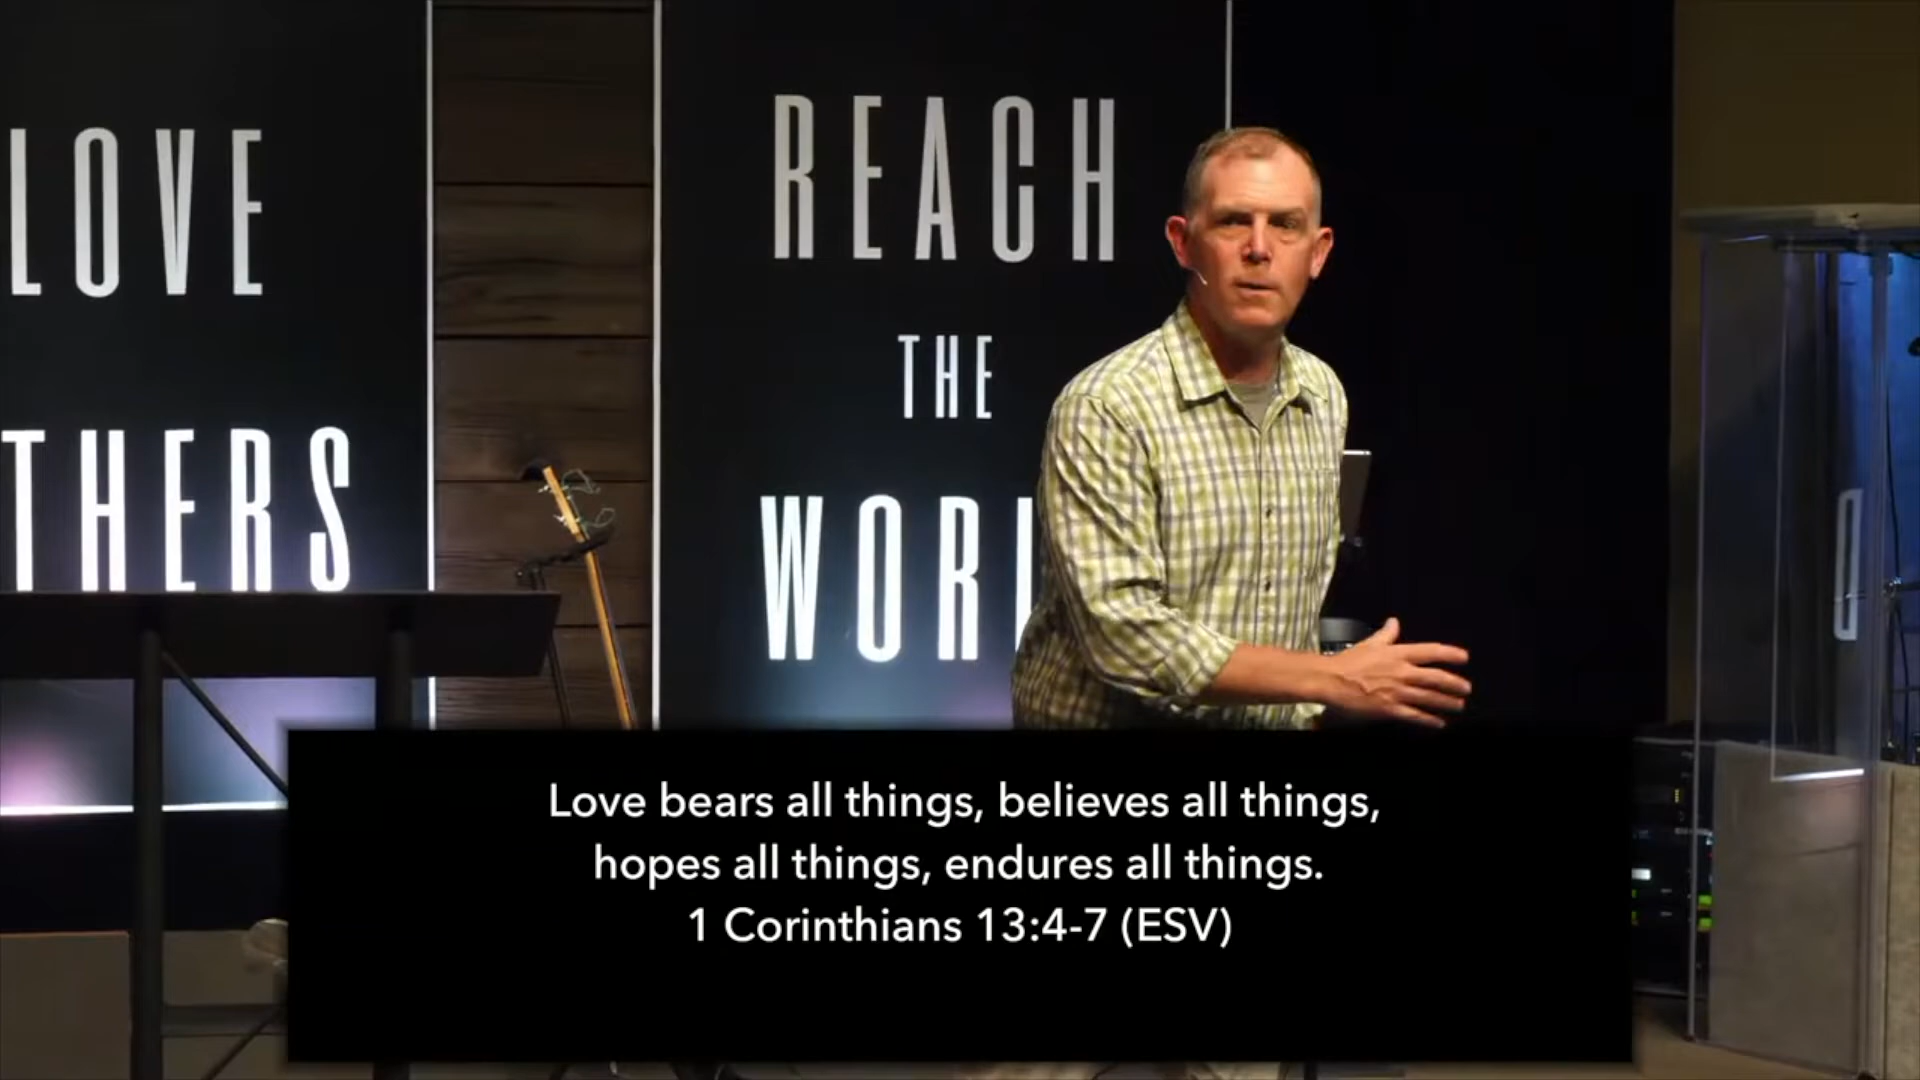 LOVE
THERS
REACH
THE
WOR
Love bears all things, believes all things,
hopes all things, endures all things.
1 Corinthians 13:4-7 (ESV)
D